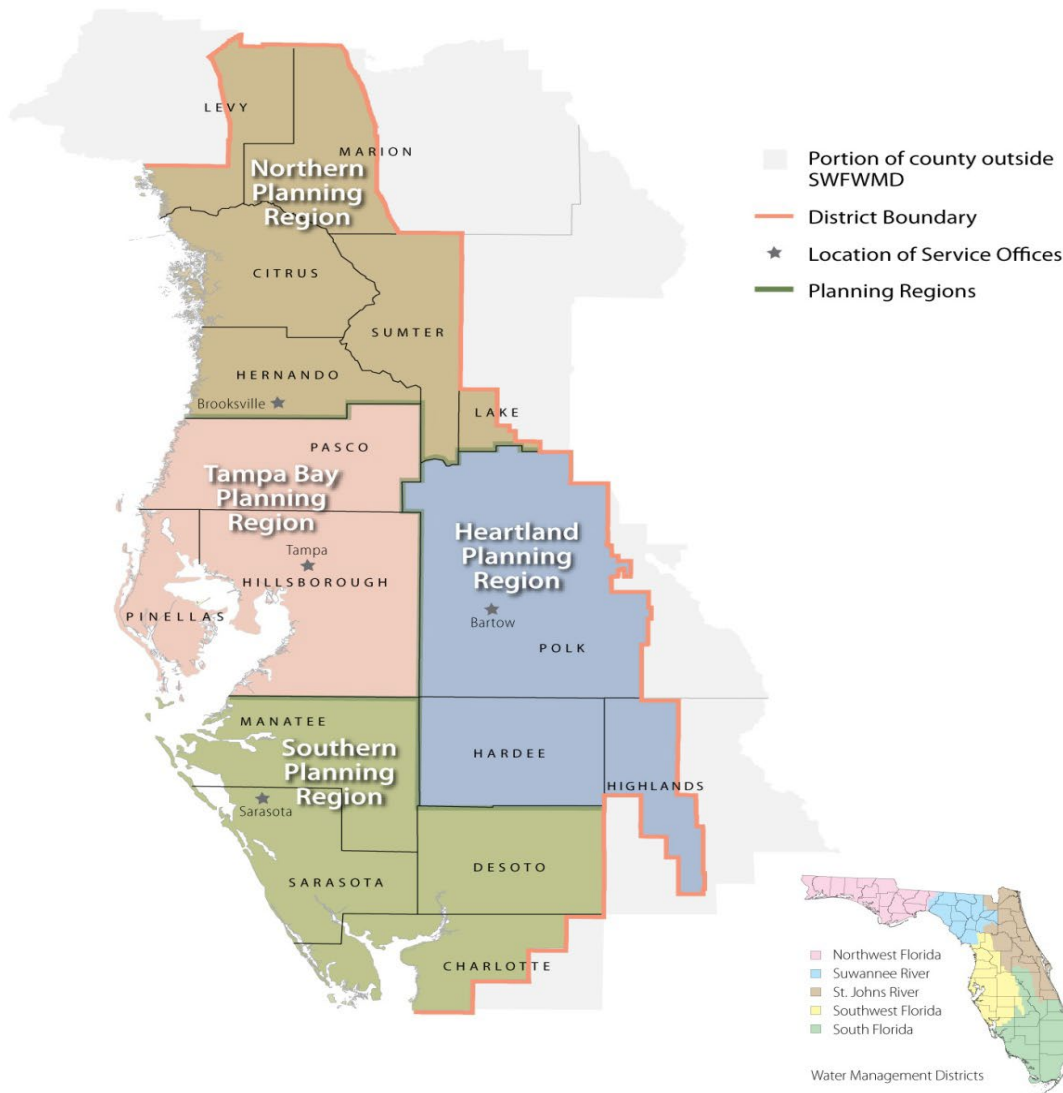 LEVY
MARION
Northern
Planning
Region
CITRUS
SUMTER
HERNANDO
Brooksville
LAKE
PASCO
Tampa Bay
Planning
Region
Tampa
HILLSBOROUGH
PINELLAS
Heartland
Planning
Region
Bartow
POLK
MANATEE
Southern
Planning
Region
Sarasota
HARDEE
HIGHLANDS
SARASOTA
DESOTO
CHARLOTTE
Portion of county outside
SWFWMD
District Boundary
Location of Service Offices
Planning Regions
Northwest Florida
Suwannee River
St. Johns River
Southwest Florida
South Florida
Water Management Districts